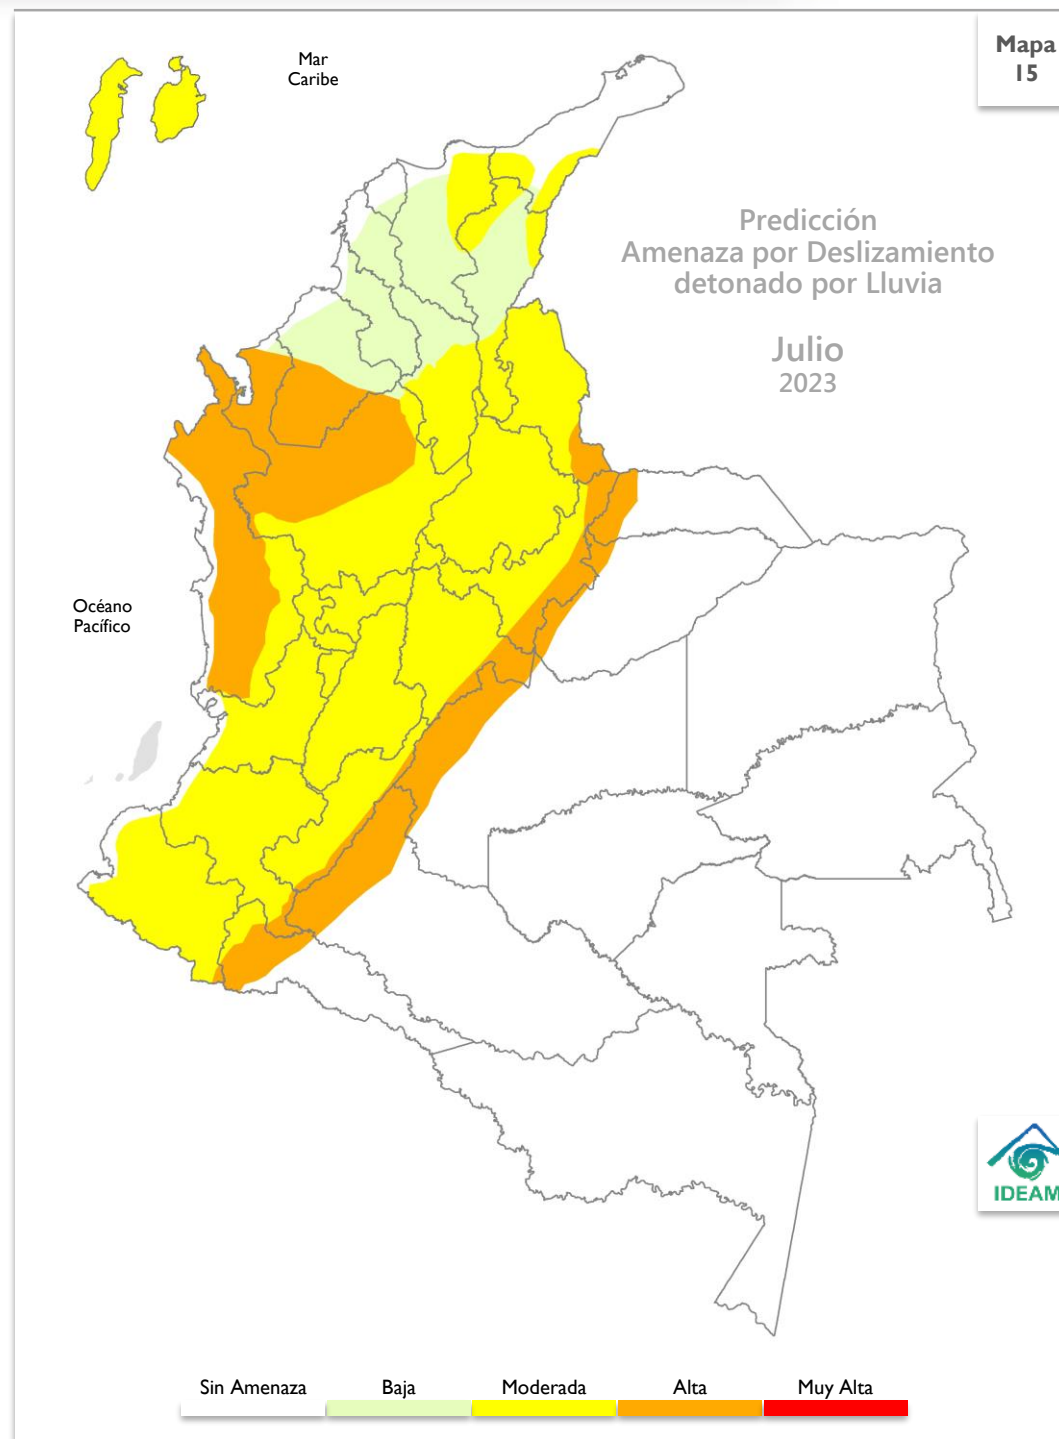 Mapa
15
Mar
Caribe
Predicción
Amenaza por Deslizamiento
detonado por Lluvia
Julio
2023
Océano
Pacífico
IDEAM
Sin Amenaza
Baja
Moderada
Alta
Muy Alta